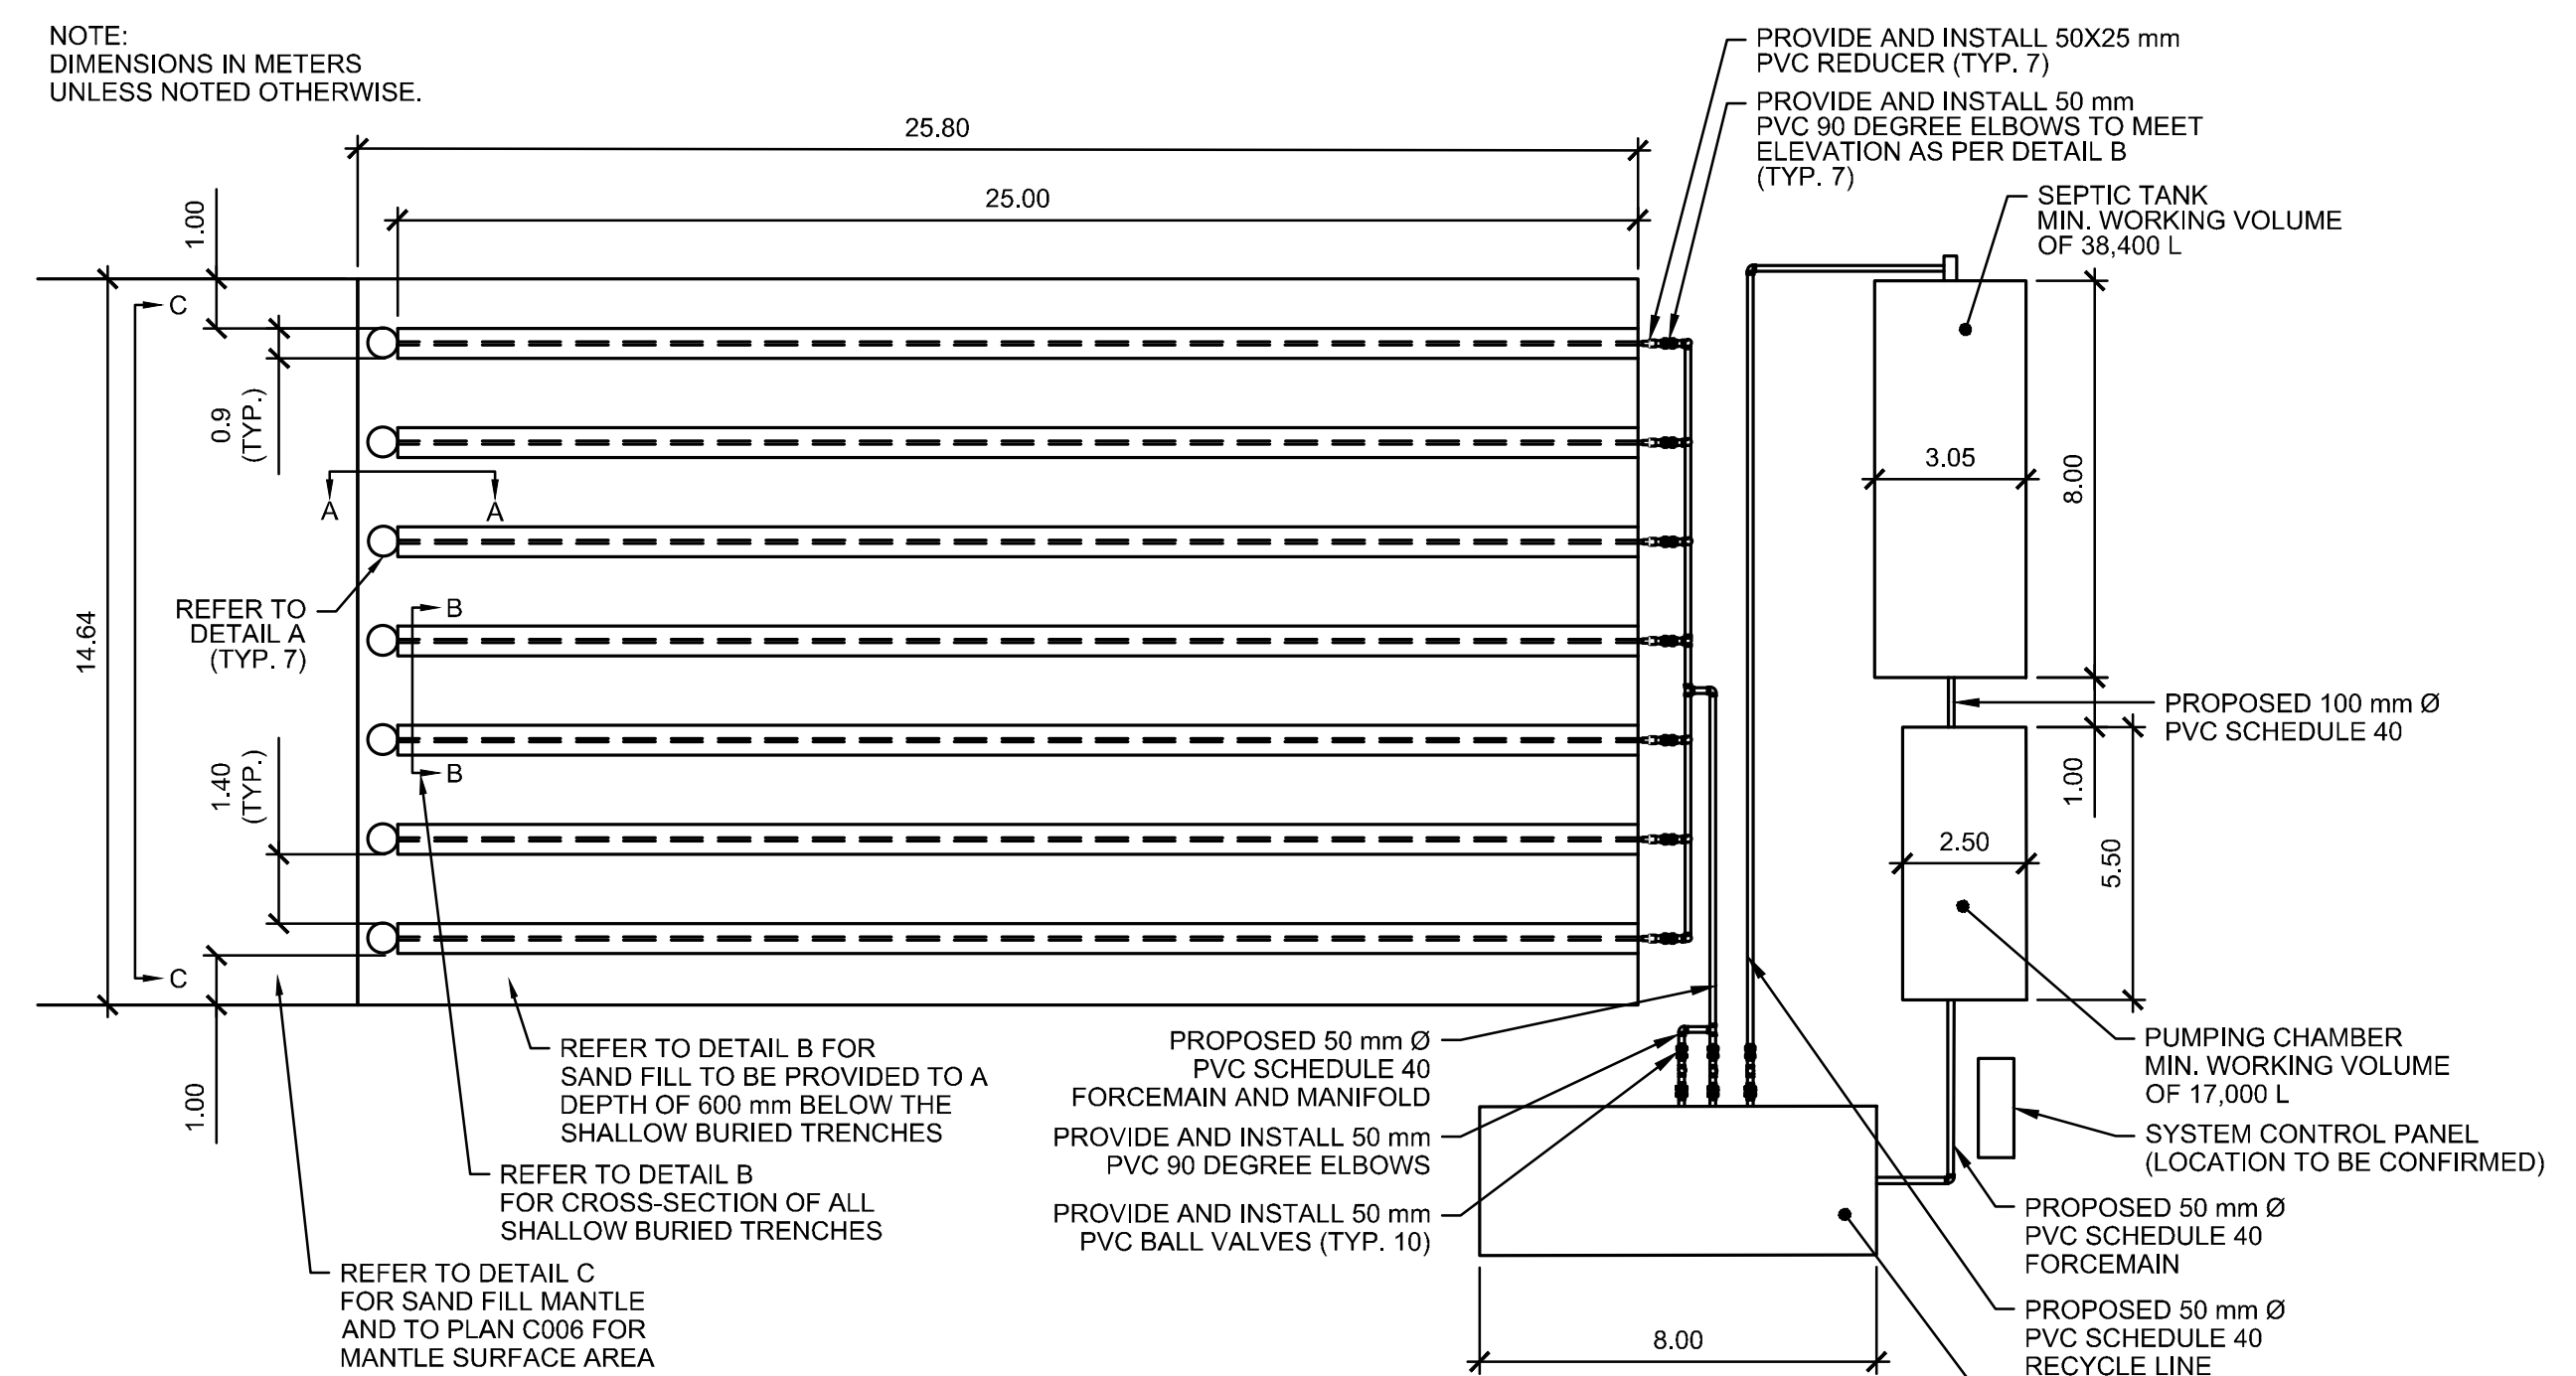 NOTE:
DIMENSIONS IN METERS
UNLESS NOTED OTHERWISE.
25.80
25.00
1.00
0.9
(TYP.)
14.64
1.40
(TYP.)
1.00
C
C
A
A
B
B
REFER TO
DETAIL A
(TYP. 7)
PROVIDE AND INSTALL 50X25 mm
PVC REDUCER (TYP. 7)
PROVIDE AND INSTALL 50 mm
PVC 90 DEGREE ELBOWS TO MEET
ELEVATION AS PER DETAIL B
(TYP. 7)
SEPTIC TANK
MIN. WORKING VOLUME
OF 38,400 L
3.05
8.00
PROPOSED 100 mm Ø
PVC SCHEDULE 40
1.00
2.50
5.50
PUMPING CHAMBER
MIN. WORKING VOLUME
OF 17,000 L
SYSTEM CONTROL PANEL
(LOCATION TO BE CONFIRMED)
PROPOSED 50 mm Ø
PVC SCHEDULE 40
FORCEMAIN
PROPOSED 50 mm Ø
PVC SCHEDULE 40
RECYCLE LINE
REFER TO DETAIL B FOR
SAND FILL TO BE PROVIDED TO A
DEPTH OF 600 mm BELOW THE
SHALLOW BURIED TRENCHES
REFER TO DETAIL B
FOR CROSS-SECTION OF ALL
SHALLOW BURIED TRENCHES
REFER TO DETAIL C
FOR SAND FILL MANTLE
AND TO PLAN C006 FOR
MANTLE SURFACE AREA
PROPOSED 50 mm Ø
PVC SCHEDULE 40
FORCEMAIN AND MANIFOLD
PROVIDE AND INSTALL 50 mm
PVC 90 DEGREE ELBOWS
PROVIDE AND INSTALL 50 mm
PVC BALL VALVES (TYP. 10)
8.00